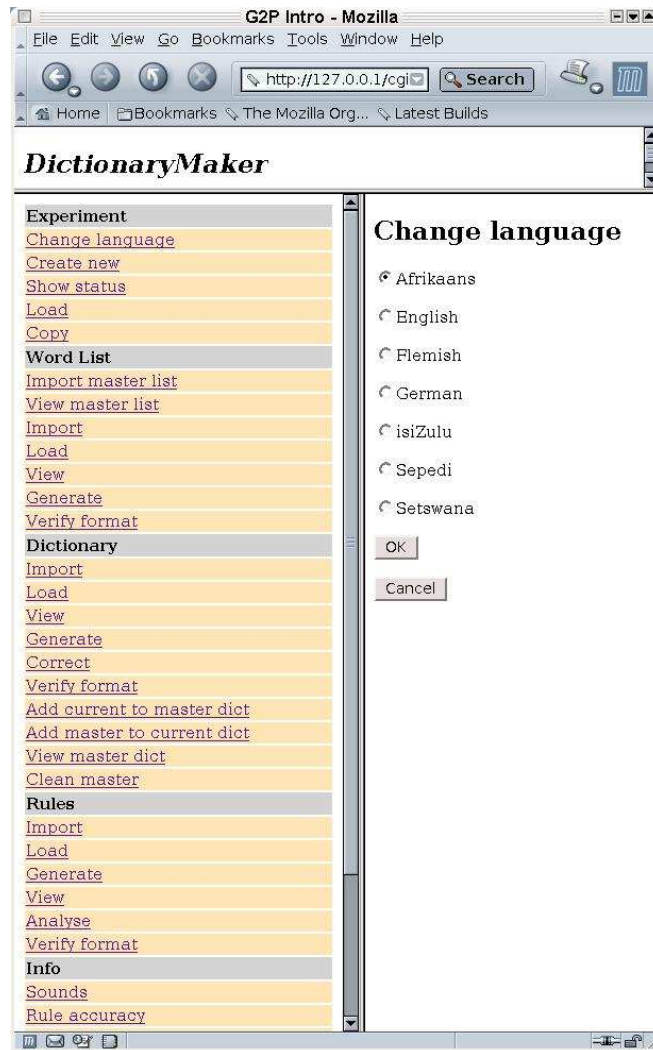 G2P Intro - Mozilla
File Edit View Go Bookmarks Tools Window Help
http://127.0.0.1/cgi Search
Home Bookmarks The Mozilla Org... Latest Builds
DictionaryMaker
Experiment
Change language
Create new
Show status
Load
Copy
Word List
Import master list
View master list
Import
Load
View
Generate
Verify format
Dictionary
Import
Load
View
Generate
Correct
Verify format
Add current to master dict
Add master to current dict
View master dict
Clean master
Rules
Import
Load
Generate
View
Analyse
Verify format
Info
Sounds
Rule accuracy
Change language
Afrikaans
English
Flemish
German
isiZulu
Sepedi
Setswana
OK
Cancel